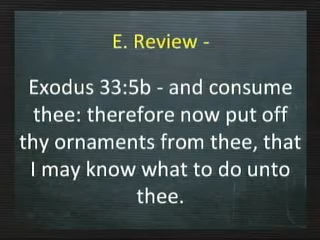 E. Review -
Exodus 33:5b - and consume
thee: therefore now put off
thy ornaments from thee, that
I may know what to do unto
thee.